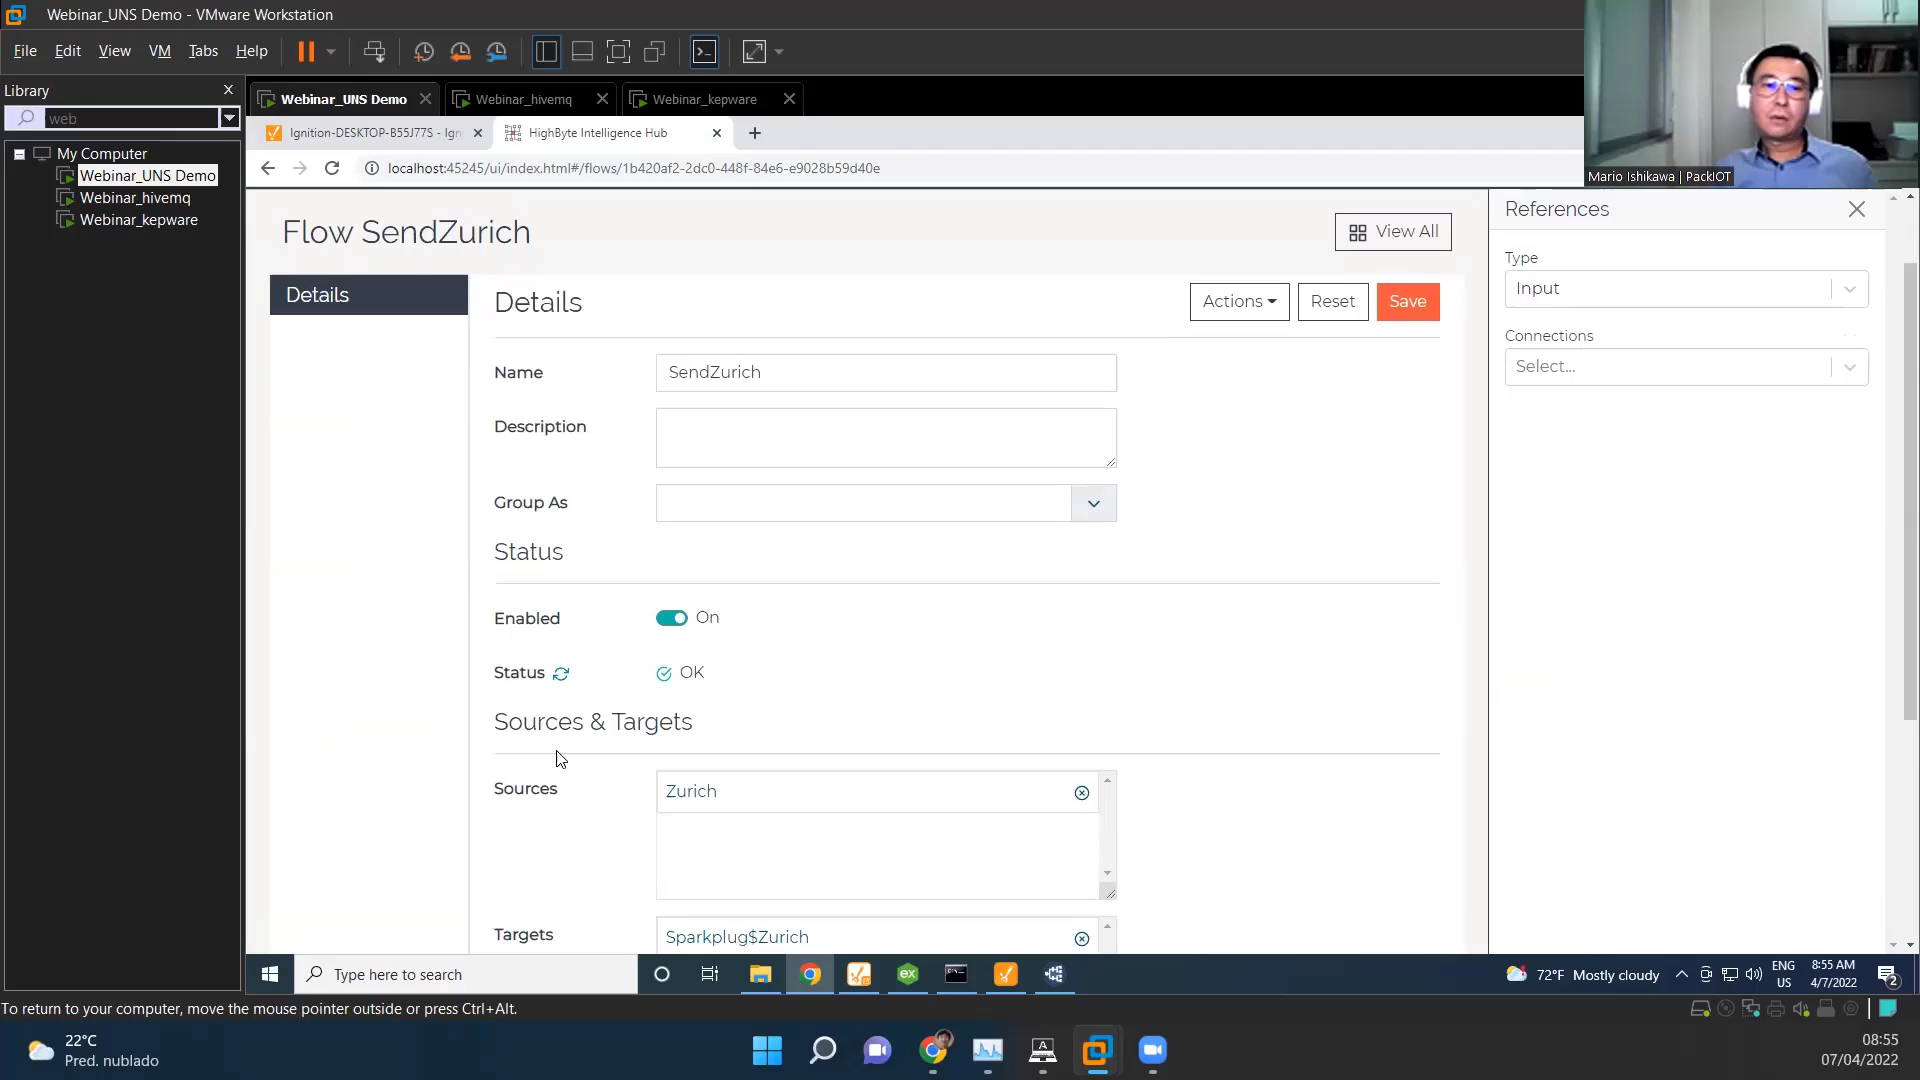 Webinar_UNS Demo - VMware Workstation
File Edit View VM Tabs Help
Library
web
My Computer
Webinar_UNS Demo
Webinar_hivemq
Webinar_kepware
Webinar_UNS Demo
Webinar_hivemq
Webinar_kepware
Ignition-DESKTOP-B55J77S - Ign
HighByte Intelligence Hub
localhost:45245/ui/index.html#/flows/1b420af2-2dc0-448f-84e6-e9028b59d40e
Mario Ishikawa | PackIOT
Flow SendZurich
View All
Details
Details
Actions
Reset
Save
Name
SendZurich
Description
Group As
Status
Enabled
On
Status
OK
Sources & Targets
Sources
Zurich
Targets
Sparkplug$Zurich
References
Type
Input
Connections
Select...
Type here to search
ex
72°F Mostly cloudy
ENG
US
8:55 AM
4/7/2022
2
To return to your computer, move the mouse pointer outside or press Ctrl+Alt.
22°C
Pred. nublado
A
08:55
07/04/2022